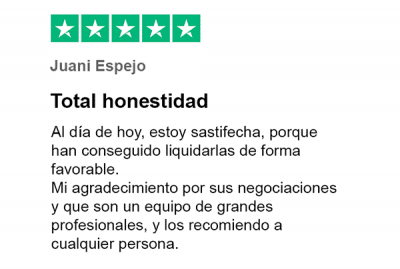 Juani Espejo
Total honestidad
Al día de hoy, estoy sastifecha, porque
han conseguido liquidarlas de forma
favorable.
Mi agradecimiento por sus negociaciones
y que son un equipo de grandes
profesionales, y los recomiendo a
cualquier persona.